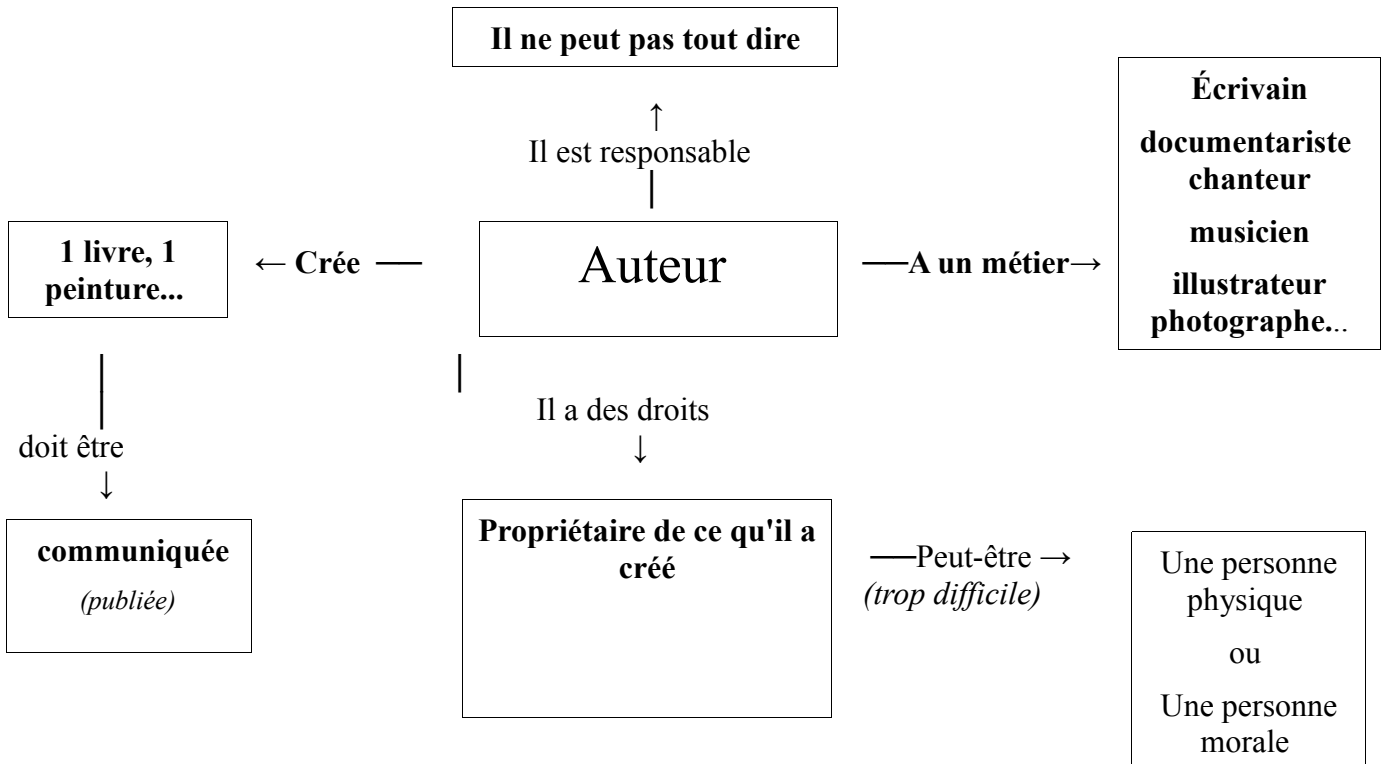 Il ne peut pas tout dire
↑
Il est responsable
Écrivain
documentariste
chanteur
musicien
illustrateur
photographe...
1 livre, 1
peinture...
← Crée
Auteur
A un métier→
Il a des droits
↓
doit être
↓
communiquée
(publiée)
Propriétaire de ce qu'il a
créé
Peut-être →
(trop difficile)
Une personne
physique
ou
Une personne
morale